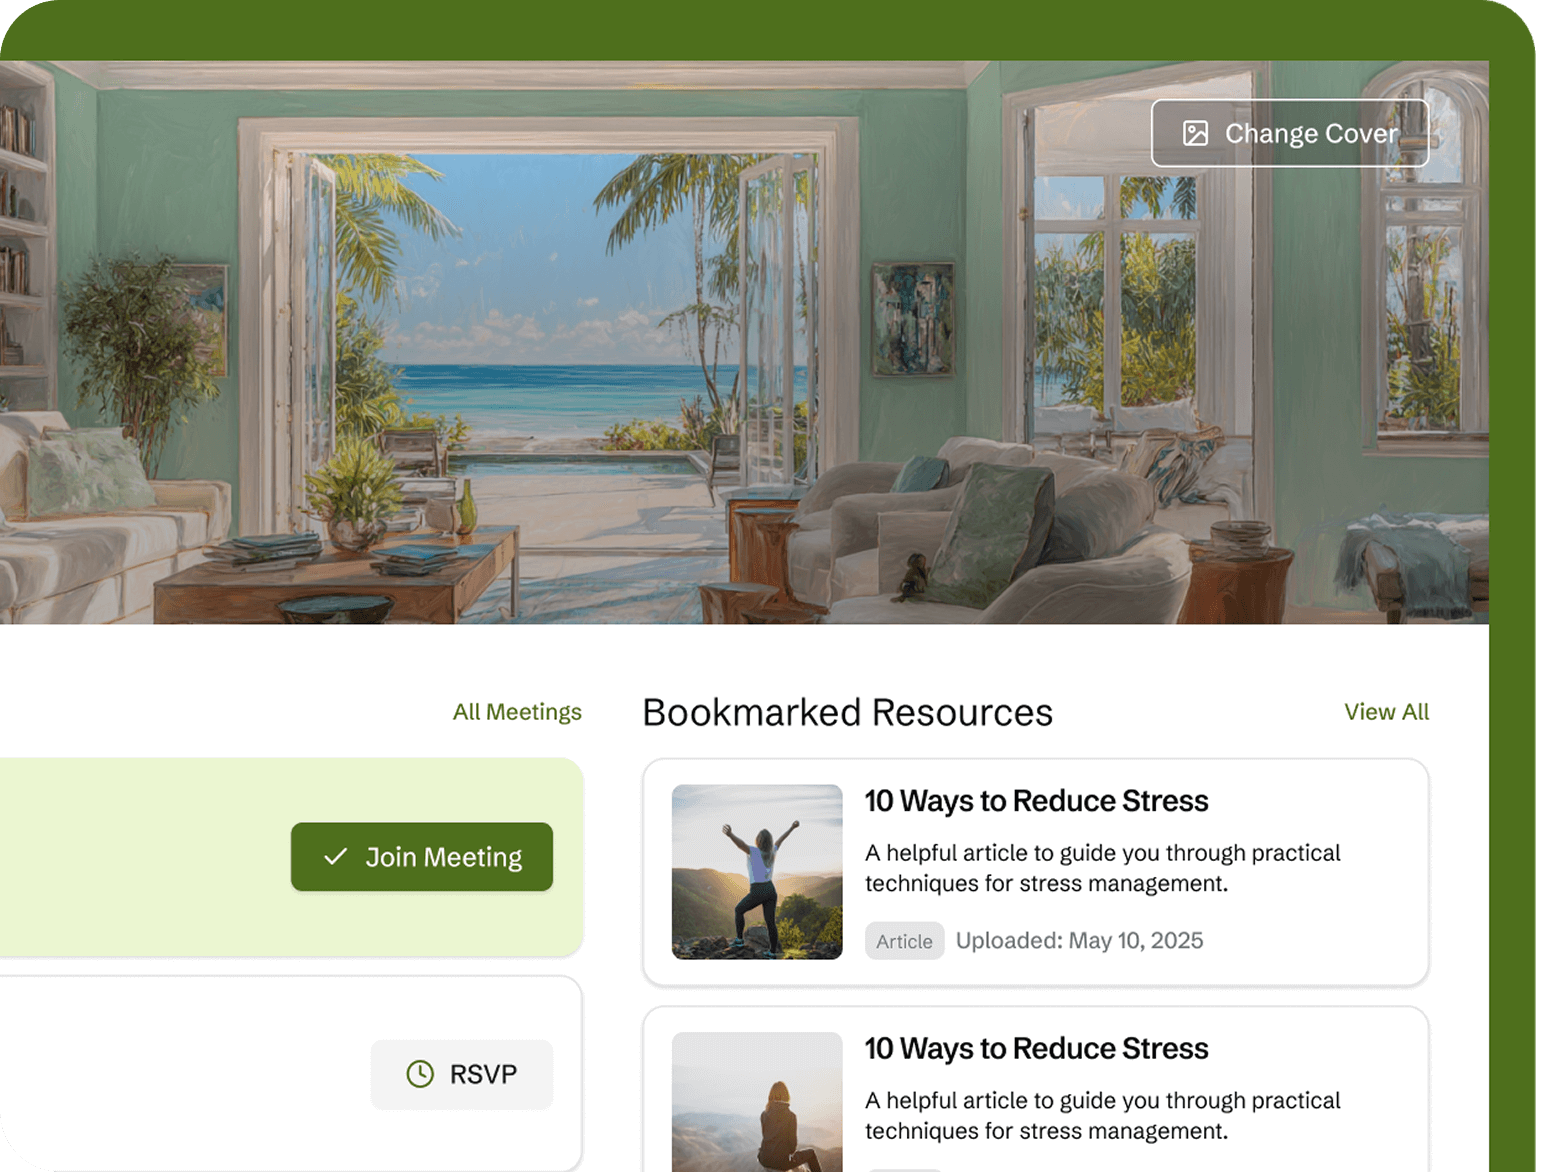 Change Cover
All Meetings
Join Meeting
RSVP
Bookmarked Resources
View All
10 Ways to Reduce Stress
A helpful article to guide you through practical
techniques for stress management.
Article
Uploaded: May 10, 2025
10 Ways to Reduce Stress
A helpful article to guide you through practical
techniques for stress management.